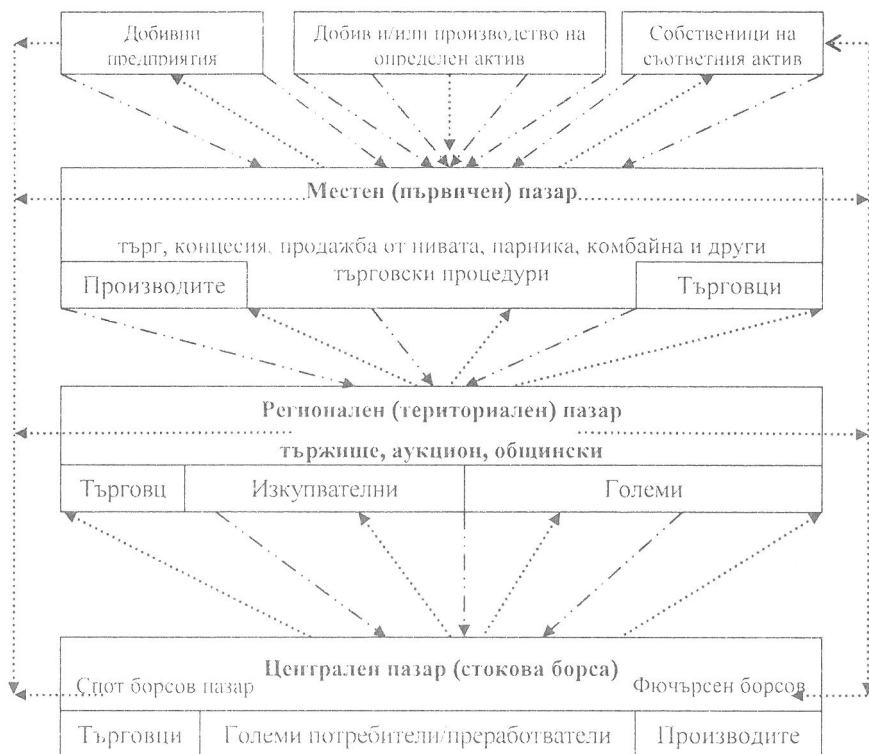 Добивни
предприятия
Добив и/или производство на
определен актив
Собственици на
съответния актив
Местен (първичен) пазар
търг, концесия, продажба от нивата, парника, комбайна и други
търговски процедури
Производите
Търговци
Регионален (териториален) пазар
тържище, аукцион, общински
Търговц
Изкупвателни
Големи
Централен пазар (стокова борса)
Спот борсов пазар
Фючърсен борсов
Търговци
Големи потребители/преработватели
Производите